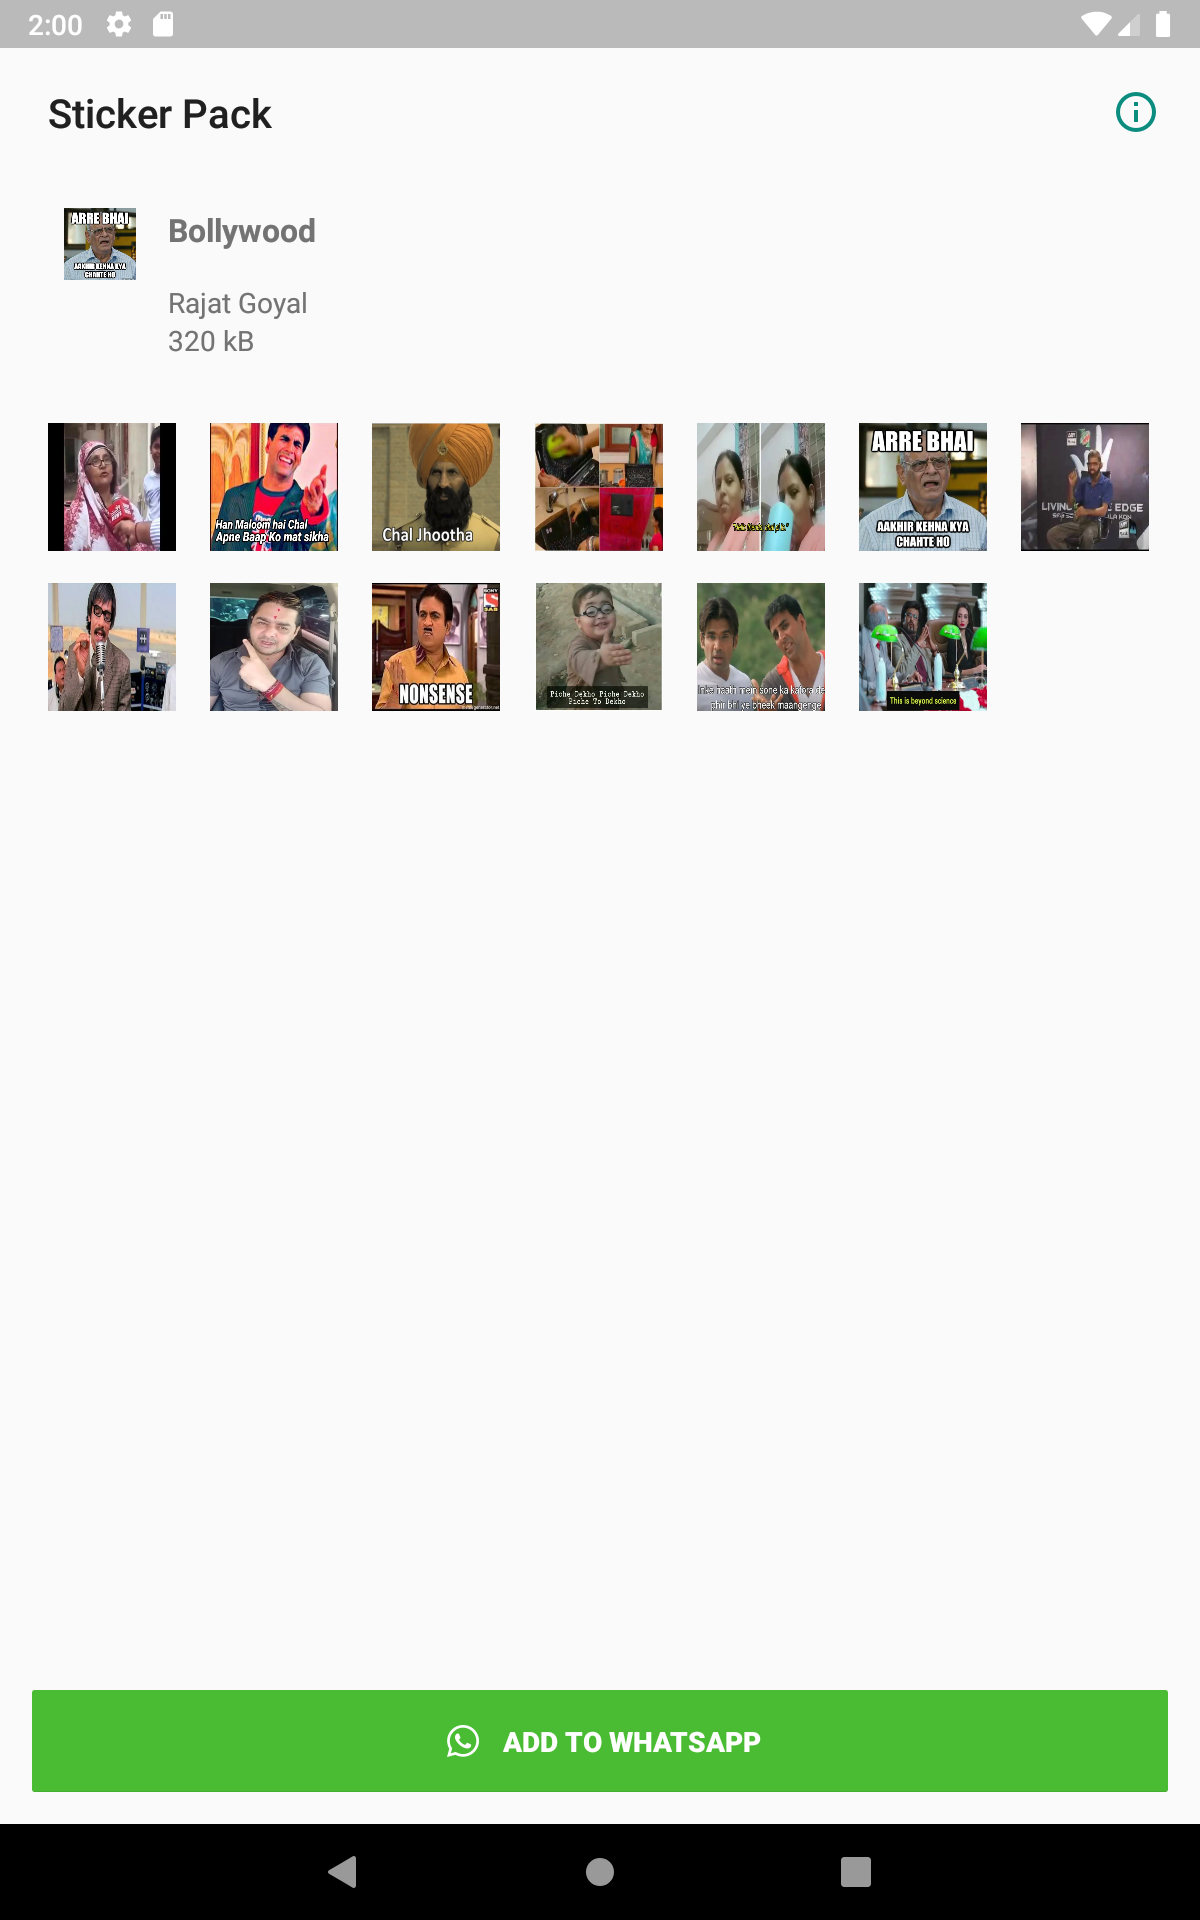 2:00
Sticker Pack
ARRE BHAI
AAKHIR KEHNA KYA
CHAHTE HO
Bollywood
Rajat Goyal
320 kB
Han Maloom hai Chal
Apne Baap Ko mat sikha
Chal Jhootha
ARRE BHAI
AAKHIR KEHNA KYA
CHAHTE HO
LIVING
EDGE
SONY
SAB
NONSENSE
Piche Dekho Piche Dekho
Piche To Dekho
inke haath mein sone ka katora de
phir bhi ye bheek maangenge
This is beyond science
ADD TO WHATSAPP